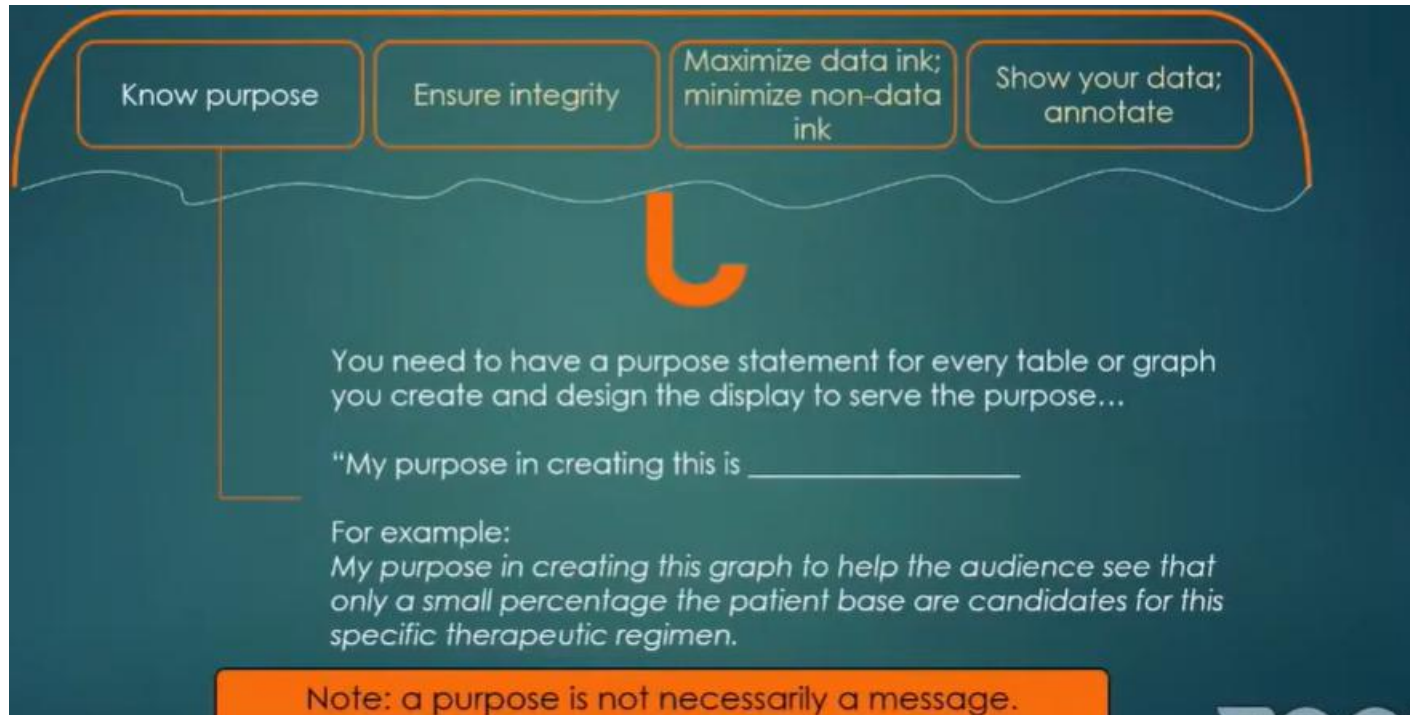 Know purpose
Ensure integrity
Maximize data ink;
minimize non-data
ink
Show your data;
annotate
You need to have a purpose statement for every table or graph
you create and design the display to serve the purpose...
“My purpose in creating this is ____________________
For example:
My purpose in creating this graph to help the audience see that
only a small percentage the patient base are candidates for this
specific therapeutic regimen.
Note: a purpose is not necessarily a message.